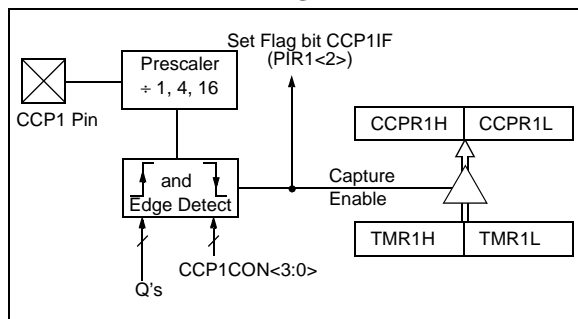 Set Flag bit CCP1IF
(PIR1<2>)
Prescaler
÷ 1, 4, 16
CCP1 Pin
CCPR1H
CCPR1L
and
Edge Detect
Capture
Enable
TMR1H
TMR1L
CCP1CON<3:0>
Q's